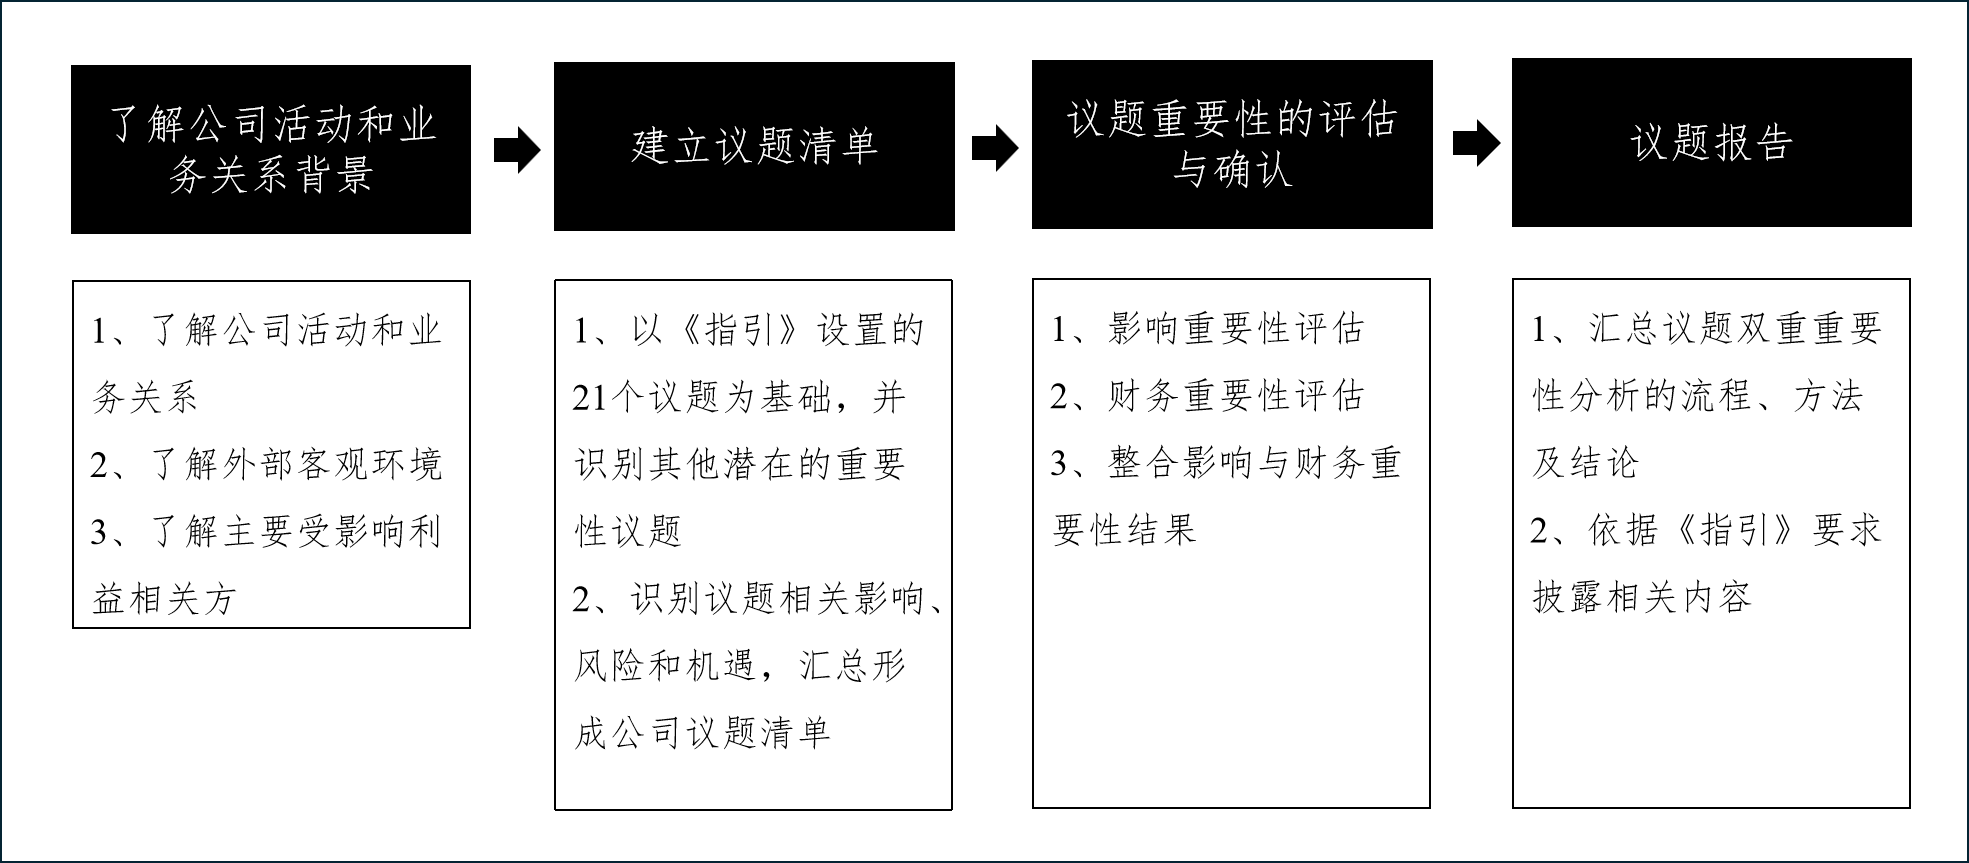 了解公司活动和业
务关系背景
建立议题清单
议题重要性的评估
与确认
议题报告
1、了解公司活动和业
务关系
2、了解外部客观环境
3、了解主要受影响利
益相关方
1、以《指引》设置的
21个议题为基础，并
识别其他潜在的重要
性议题
2、识别议题相关影响、
风险和机遇，汇总形
成公司议题清单
1、影响重要性评估
2、财务重要性评估
3、整合影响与财务重
要性结果
1、汇总议题双重重要
性分析的流程、方法
及结论
2、依据《指引》要求
披露相关内容